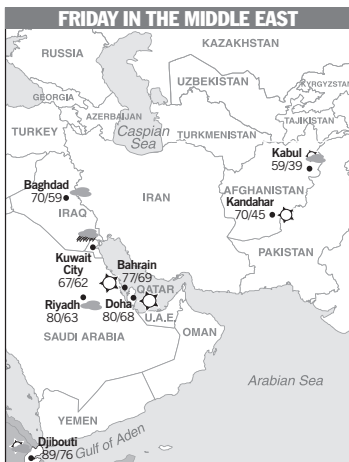 FRIDAY IN THE MIDDLE EAST
KAZAKHSTAN
RUSSIA
UZBEKISTAN
KYRGYZSTAN
GEORGIA
AZERBAIJAN
TAJIKISTAN
TURKEY
Caspian
Sea
TURKMENISTAN
Kabul
59/39
Baghdad
70/59
IRAN
AFGHANISTAN
Kandahar
70/45
IRAQ
PAKISTAN
Kuwait
City
67/62
Bahrain
77/69
QATAR
Riyadh
80/63
Doha
80/68
U.A.E.
SAUDI ARABIA
OMAN
Arabian Sea
YEMEN
Djibouti
89/76
Gulf of Aden